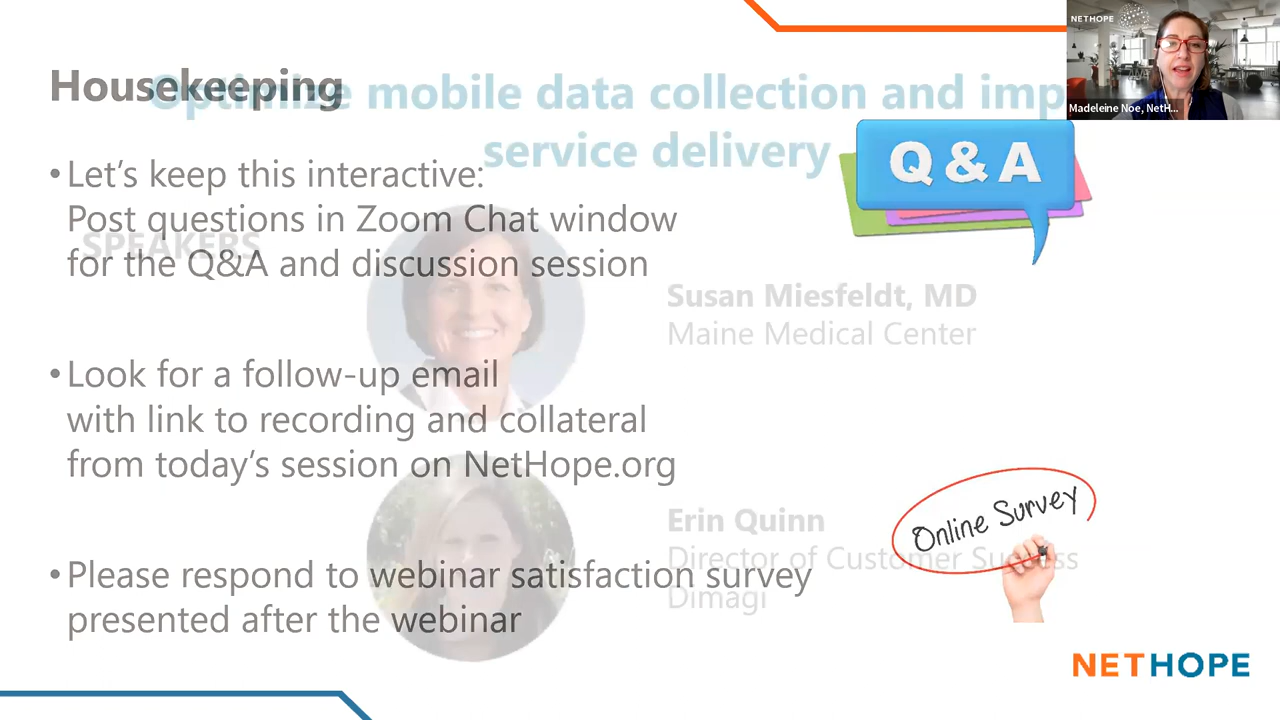 NETHOPE
Madeleine Noe, NetH...
Housekeeping
Optimize mobile data collection and imp
service delivery
Q & A
•Let’s keep this interactive:
Post questions in Zoom Chat window
for the Q&A and discussion session
SPEAKERS
Susan Miesfeldt, MD
Maine Medical Center
•Look for a follow-up email
with link to recording and collateral
from today’s session on NetHope.org
Erin Quinn
Director of Customer Success
Dimagi
Online Survey
•Please respond to webinar satisfaction survey
presented after the webinar
NETHOPE